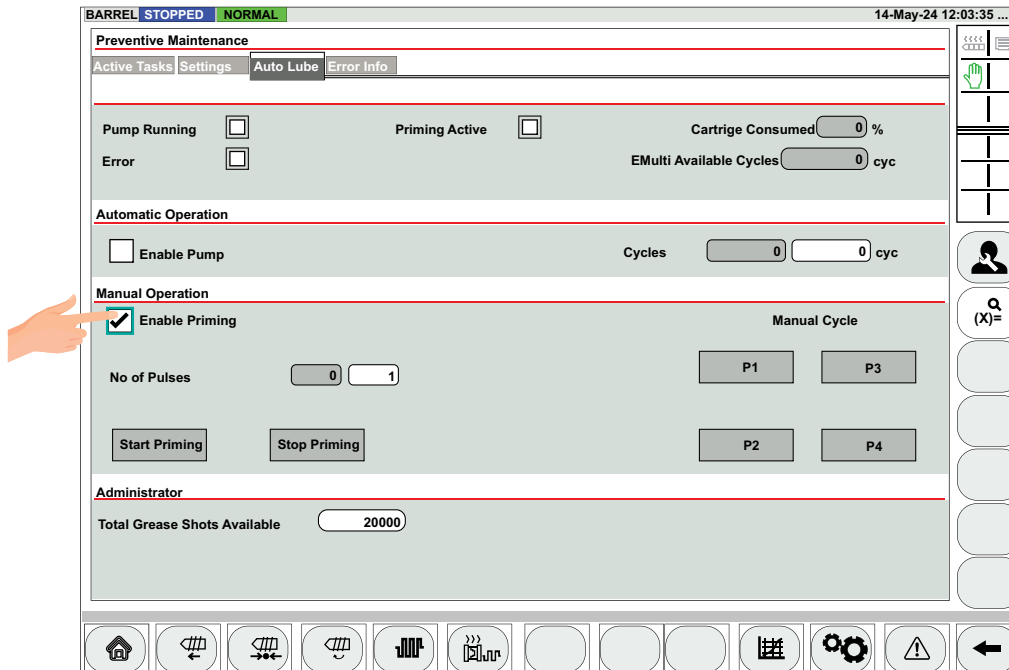 BARREL STOPPED NORMAL 14-May-24 12:03:35 ...
Preventive Maintenance
Active Tasks Settings Auto Lube Error Info
Pump Running Priming Active Cartrige Consumed 0 %
Error EMulti Available Cycles 0 cyc
Automatic Operation
Enable Pump Cycles 0 0 cyc
Manual Operation
Enable Priming Manual Cycle
(X)=
No of Pulses 0 1 P1 P3
Start Priming Stop Priming P2 P4
Administrator
Total Grease Shots Available 20000